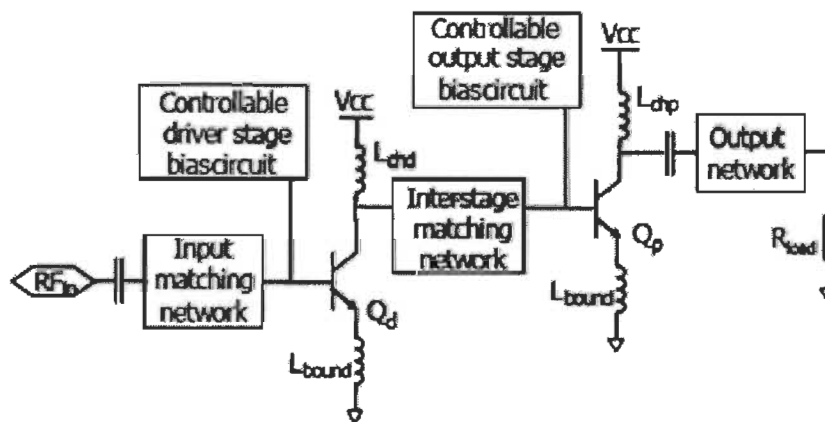 Controllable
output stage
biascircuit
Vcc
Lchp
Controllable
driver stage
biascircuit
Vcc
Lchd
Output
network
Interstage
matching
network
Qp
Rload
Input
matching
network
RFin
Qd
Lbound
Lbound